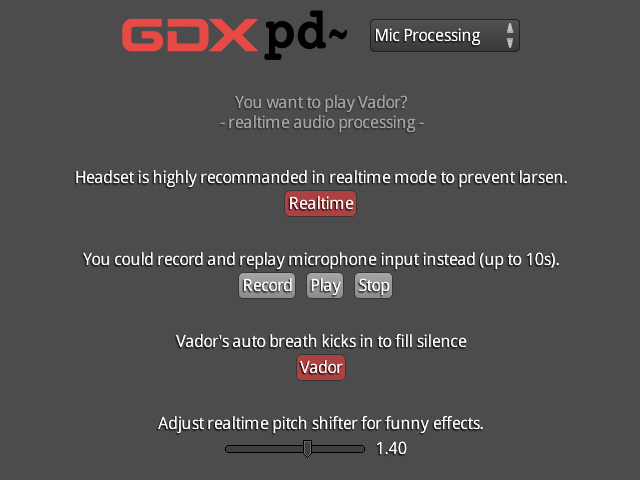 GDX pd~
Mic Processing
You want to play Vador?
- realtime audio processing -
Headset is highly recommanded in realtime mode to prevent larsen.
Realtime
You could record and replay microphone input instead (up to 10s).
Record Play Stop
Vador's auto breath kicks in to fill silence
Vador
Adjust realtime pitch shifter for funny effects.
1.40